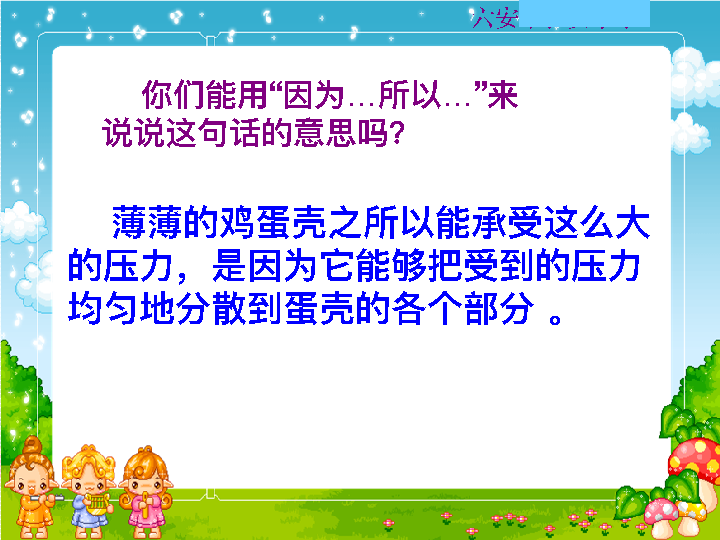 六安
你们能用“因为…所以…”来
说说这句话的意思吗?
薄薄的鸡蛋壳之所以能承受这么大
的压力，是因为它能够把受到的压力
均匀地分散到蛋壳的各个部分 。